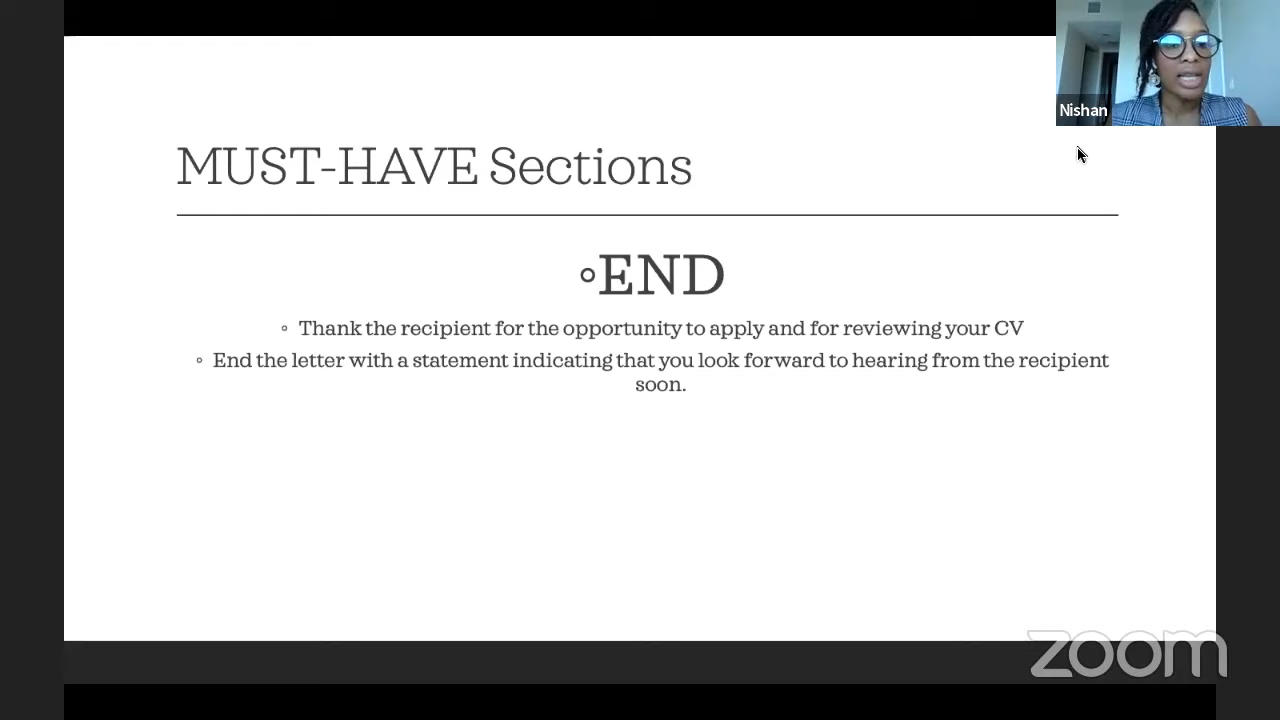 Nishan
MUST-HAVE Sections
◦END
◦ Thank the recipient for the opportunity to apply and for reviewing your CV
◦ End the letter with a statement indicating that you look forward to hearing from the recipient
soon.
zoom